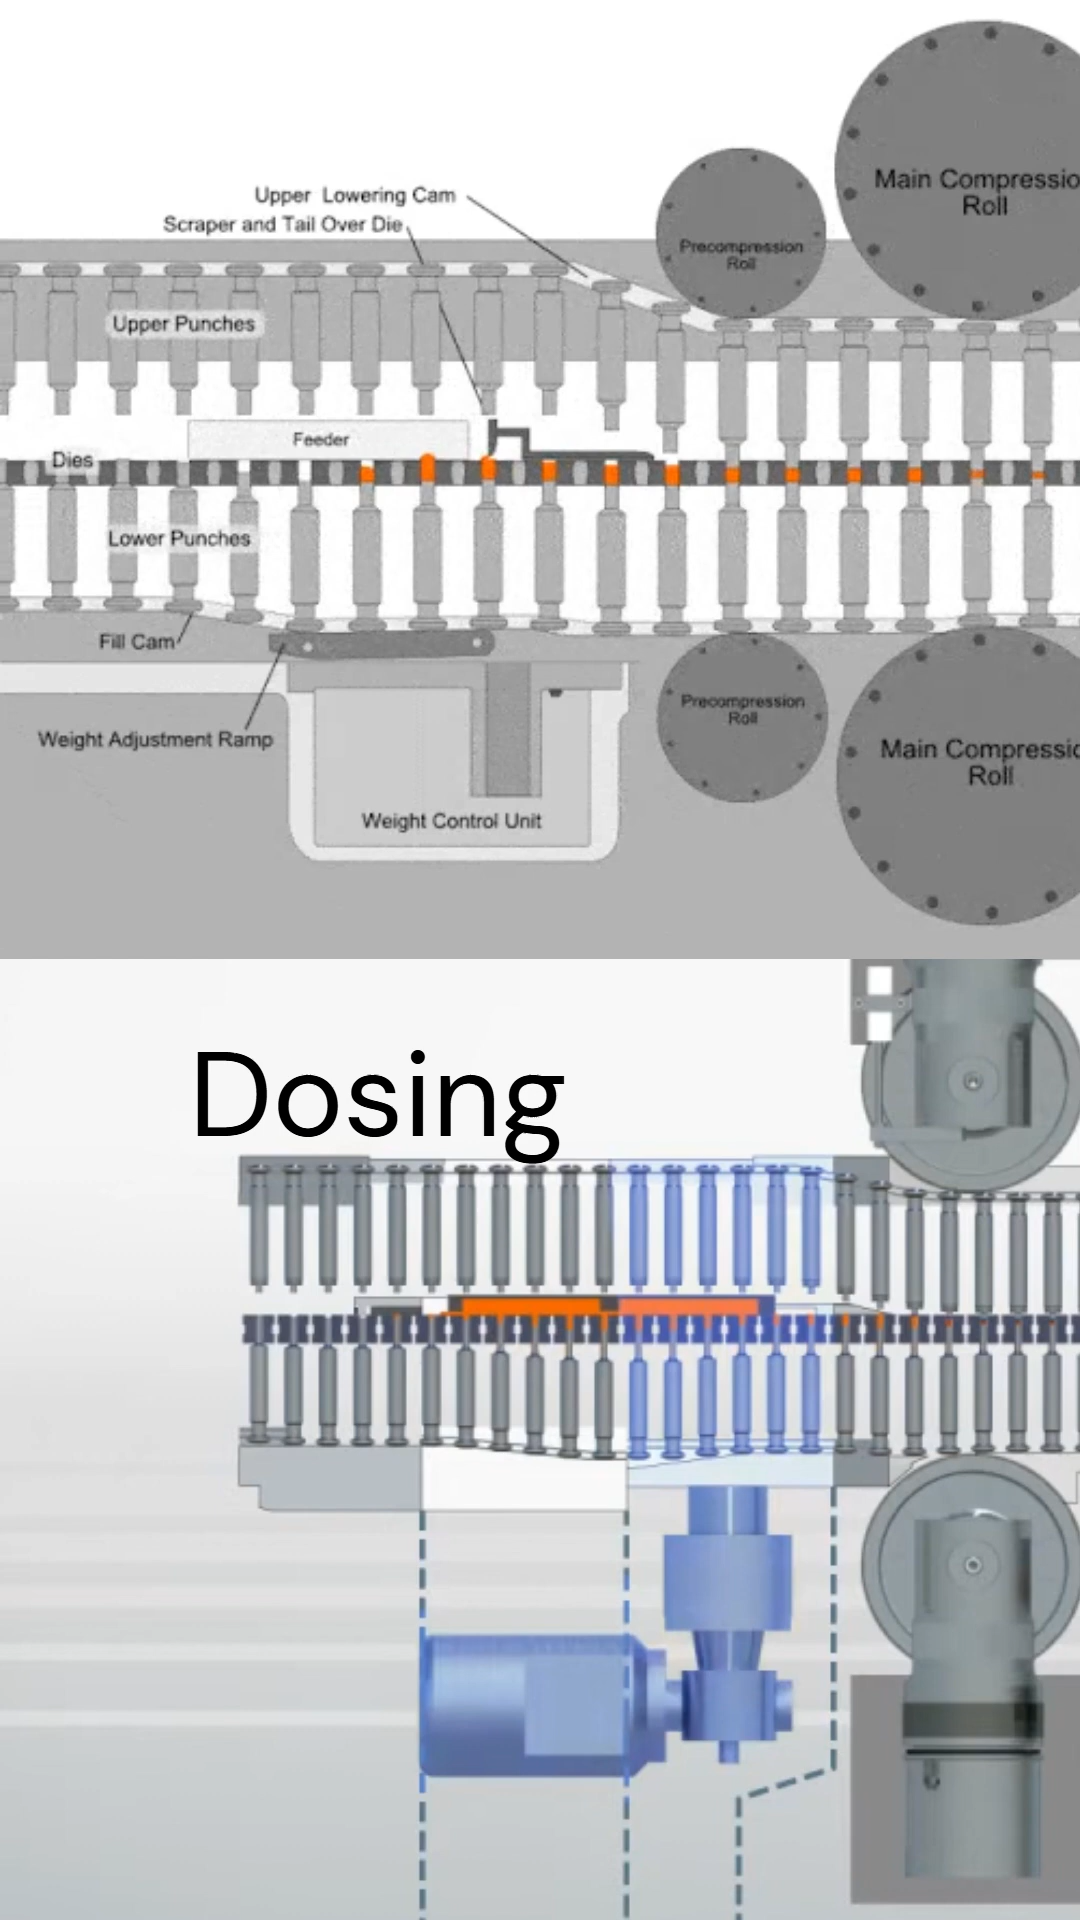 Main Compressio
Roll
Upper Lowering Cam
Scraper and Tail Over Die
Precompression
Roll
Upper Punches
Feeder
Dies
Lower Punches
Fill Cam
Weight Adjustment Ramp
Precompression
Roll
Main Compressio
Roll
Weight Control Unit
Dosing